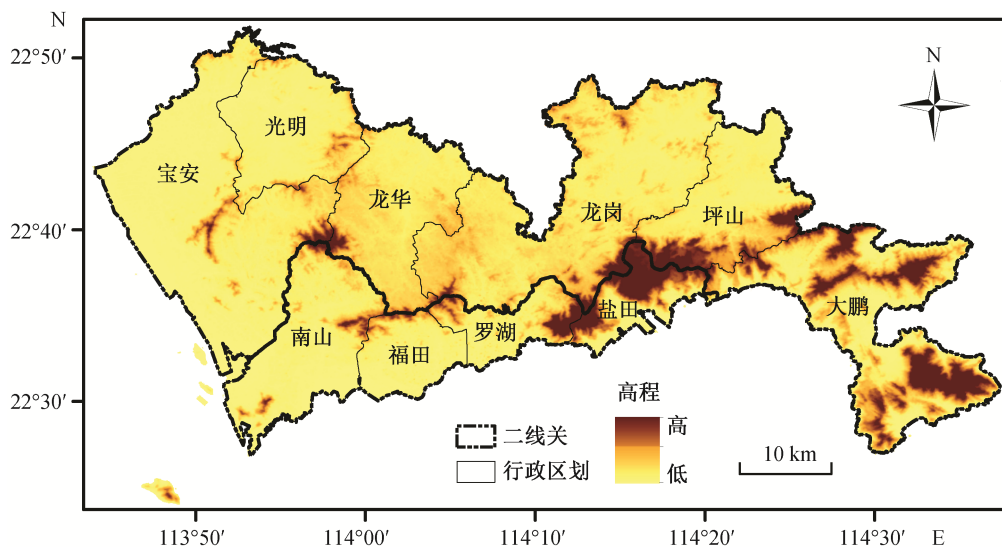 N
22°50′
22°40′
22°30′
N
光明
宝安
龙华
龙岗
坪山
南山
福田
罗湖
盐田
大鹏
高程
高
低
二线关
行政区划
10 km
113°50′
114°00′
114°10′
114°20′
114°30′
E